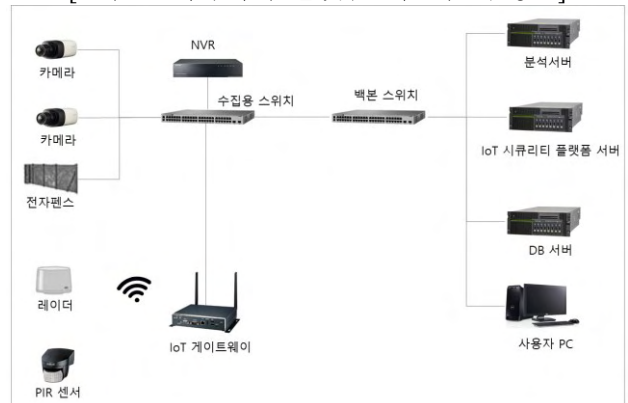 NVR
카메라
수집용 스위치
백본 스위치
분석서버
카메라
IoT 시큐리티 플랫폼 서버
전자펜스
DB 서버
레이더
IoT 게이트웨이
사용자 PC
PIR 센서